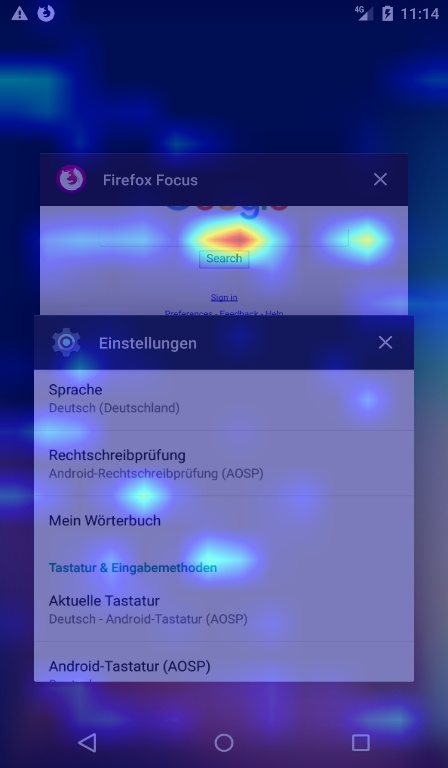 4G 11:14
Firefox Focus
Search
Sign in
Preferences - Feedback - Help
Einstellungen
Sprache
Deutsch (Deutschland)
Rechtschreibprüfung
Android-Rechtschreibprüfung (AOSP)
Mein Wörterbuch
Tastatur & Eingabemethoden
Aktuelle Tastatur
Deutsch - Android-Tastatur (AOSP)
Android-Tastatur (AOSP)